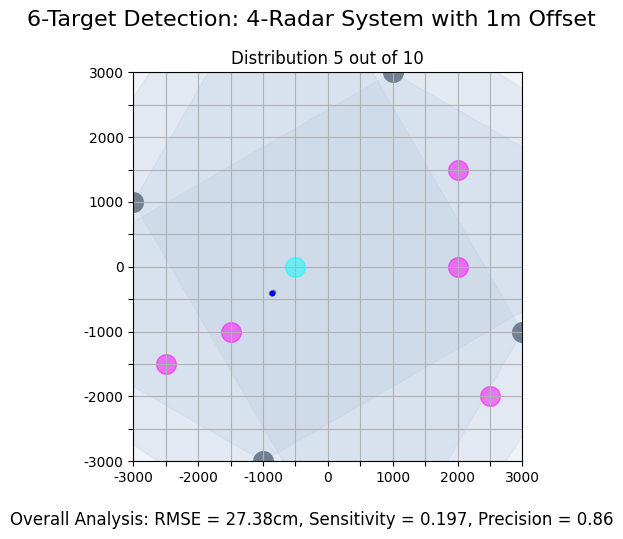 6-Target Detection: 4-Radar System with 1m Offset
Distribution 5 out of 10
3000
2000
1000
0
-1000
-2000
-3000
-3000 -2000 -1000 0 1000 2000 3000
Overall Analysis: RMSE = 27.38cm, Sensitivity = 0.197, Precision = 0.86